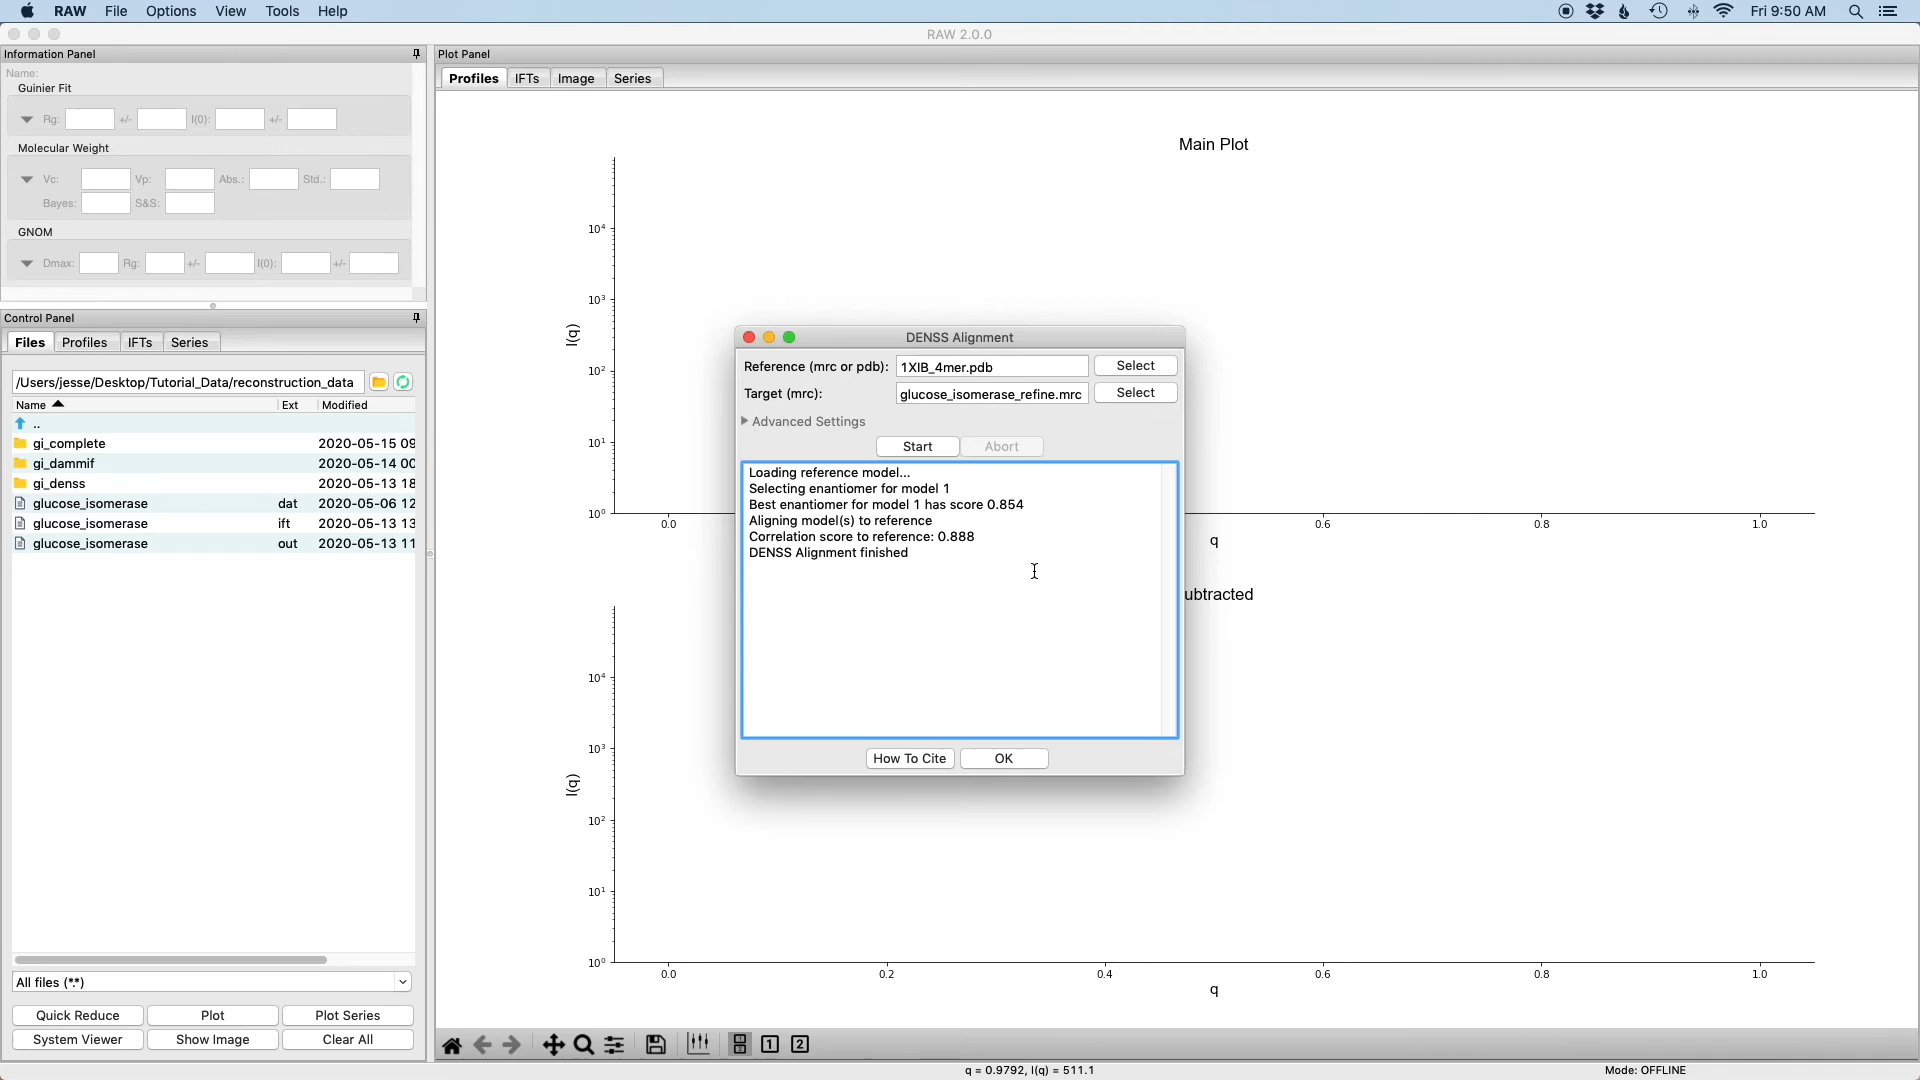 RAW File Options View Tools Help Fri 9:50 AM
RAW 2.0.0
Information Panel
Name:
Guinier Fit
Rg: +/- I(0): +/-
Molecular Weight
Vc: Vp: Abs.: Std.:
Bayes: S&S:
GNOM
Dmax: Rg: +/- I(0): +/-
Control Panel
Files Profiles IFTs Series
/Users/jesse/Desktop/Tutorial_Data/reconstruction_data
Name Ext Modified
..
gi_complete 2020-05-15 09
gi_dammif 2020-05-14 00
gi_denss 2020-05-13 18
glucose_isomerase dat 2020-05-06 12
glucose_isomerase ift 2020-05-13 13
glucose_isomerase out 2020-05-13 11
All files (*.*)
Quick Reduce Plot Plot Series
System Viewer Show Image Clear All
Plot Panel
Profiles IFTs Image Series
Main Plot
10⁴
10³
10²
10¹
10⁰
I(q)
0.0 0.6 0.8 1.0
q
DENSS Alignment
Reference (mrc or pdb): 1XIB_4mer.pdb Select
Target (mrc): glucose_isomerase_refine.mrc Select
Advanced Settings
Start Abort
Loading reference model...
Selecting enantiomer for model 1
Best enantiomer for model 1 has score 0.854
Aligning model(s) to reference
Correlation score to reference: 0.888
DENSS Alignment finished
How To Cite OK
ubtracted
10⁴
10³
10²
10¹
10⁰
I(q)
0.0 0.2 0.4 0.6 0.8 1.0
q
1 2
q = 0.9792, I(q) = 511.1 Mode: OFFLINE